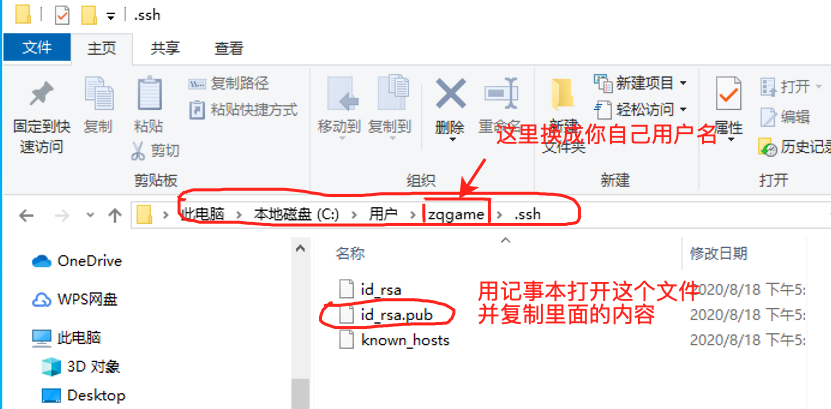 .ssh
文件 主页 共享 查看
固定到快速访问
复制
粘贴
复制路径
粘贴快捷方式
剪切
移动到
复制到
删除
重命名
新建
文件夹
新建项目
轻松访问
属性
打开
编辑
历史记录
这里换成你自己用户名
剪贴板 组织 新建 打开
此电脑 本地磁盘 (C:) 用户 zqgame .ssh
名称 修改日期
OneDrive
WPS网盘
此电脑
3D 对象
Desktop
id_rsa 2020/8/18 下午5:
id_rsa.pub 2020/8/18 下午5:
known_hosts 2020/8/18 下午5:
用记事本打开这个文件
并复制里面的内容